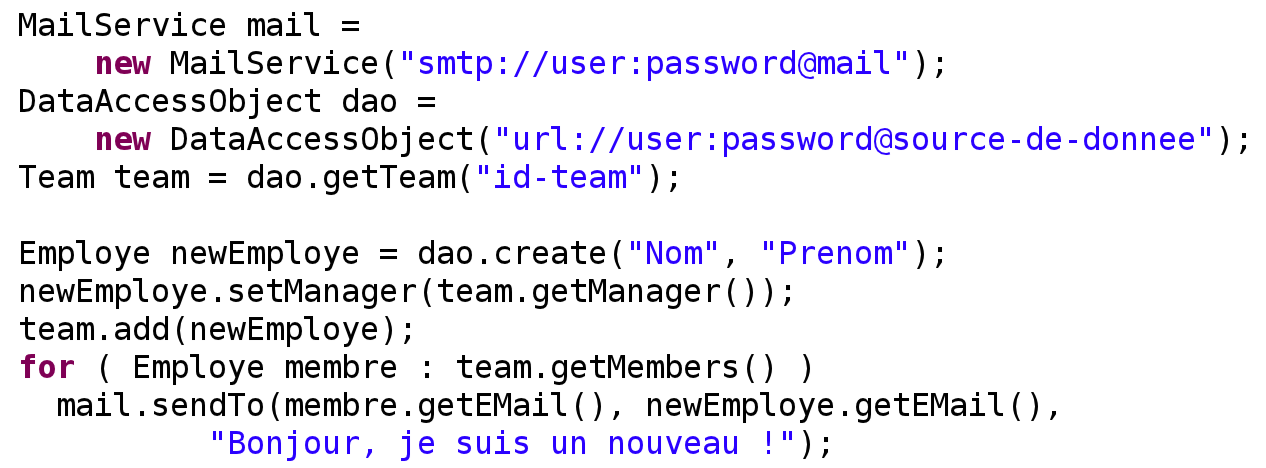 MailService mail =
    new MailService("smtp://user:password@mail");
DataAccessObject dao =
    new DataAccessObject("url://user:password@source-de-donnee");
Team team = dao.getTeam("id-team");

Employe newEmploye = dao.create("Nom", "Prenom");
newEmploye.setManager(team.getManager());
team.add(newEmploye);
for ( Employe membre : team.getMembers() )
  mail.sendTo(membre.getEMail(), newEmploye.getEMail(),
          "Bonjour, je suis un nouveau !");